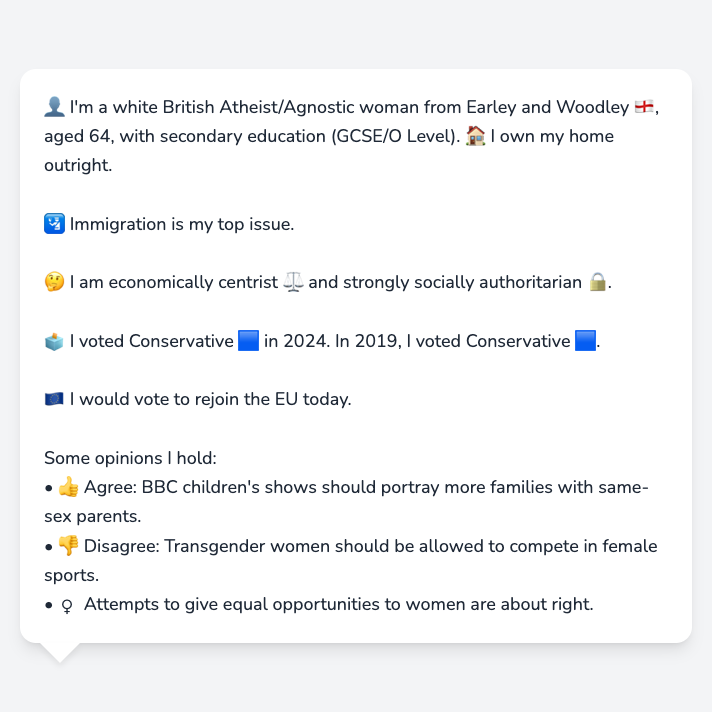 👤 I'm a white British Atheist/Agnostic woman from Earley and Woodley 🏴󠁧󠁢󠁥󠁮󠁧󠁿,
aged 64, with secondary education (GCSE/O Level). 🏠 I own my home
outright.
🛂 Immigration is my top issue.
🤔 I am economically centrist ⚖️ and strongly socially authoritarian 🔒.
🗳️ I voted Conservative 🟦 in 2024. In 2019, I voted Conservative 🟦.
🇪🇺 I would vote to rejoin the EU today.
Some opinions I hold:
• 👍 Agree: BBC children's shows should portray more families with same-
sex parents.
• 👎 Disagree: Transgender women should be allowed to compete in female
sports.
• ♀ Attempts to give equal opportunities to women are about right.